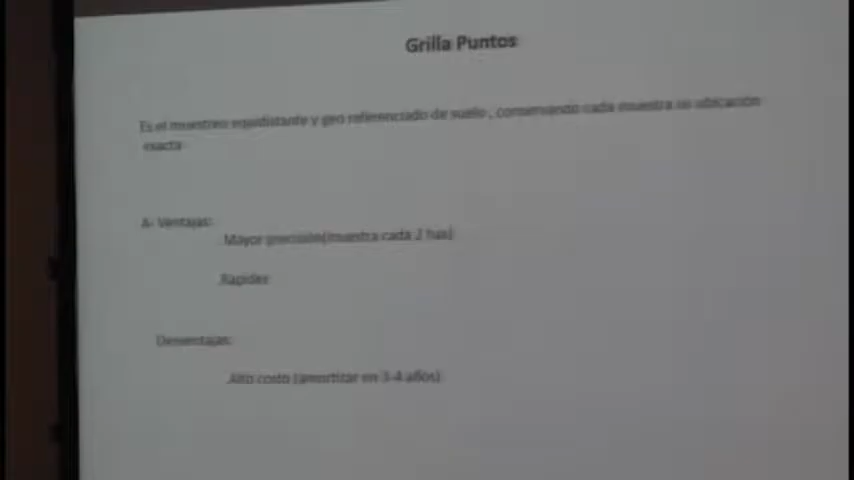 Grilla Puntos
Es el muestreo equidistante y geo referenciado de suelo, conservando cada muestra su ubicación
exacta
A- Ventajas:
Mayor precisión(muestra cada 2 has)
Rapidez
Desventajas:
Alto costo (amortizar en 3-4 años)